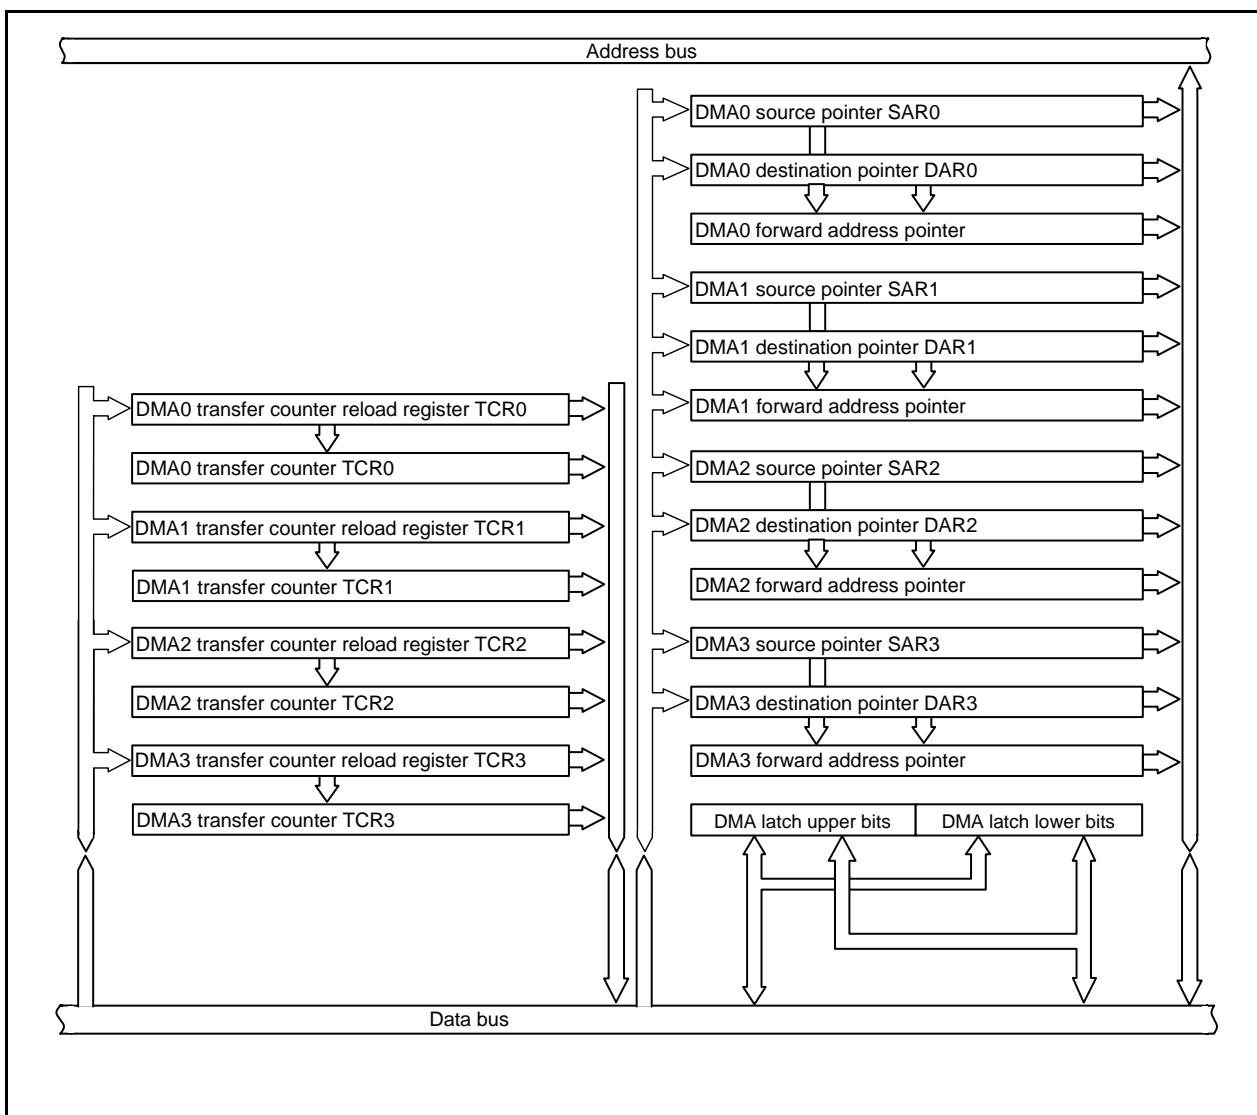 Address bus
DMA0 source pointer SAR0
DMA0 destination pointer DAR0
DMA0 forward address pointer
DMA1 source pointer SAR1
DMA1 destination pointer DAR1
DMA1 forward address pointer
DMA2 source pointer SAR2
DMA2 destination pointer DAR2
DMA2 forward address pointer
DMA3 source pointer SAR3
DMA3 destination pointer DAR3
DMA3 forward address pointer
DMA latch upper bits
DMA latch lower bits
DMA0 transfer counter reload register TCR0
DMA0 transfer counter TCR0
DMA1 transfer counter reload register TCR1
DMA1 transfer counter TCR1
DMA2 transfer counter reload register TCR2
DMA2 transfer counter TCR2
DMA3 transfer counter reload register TCR3
DMA3 transfer counter TCR3
Data bus